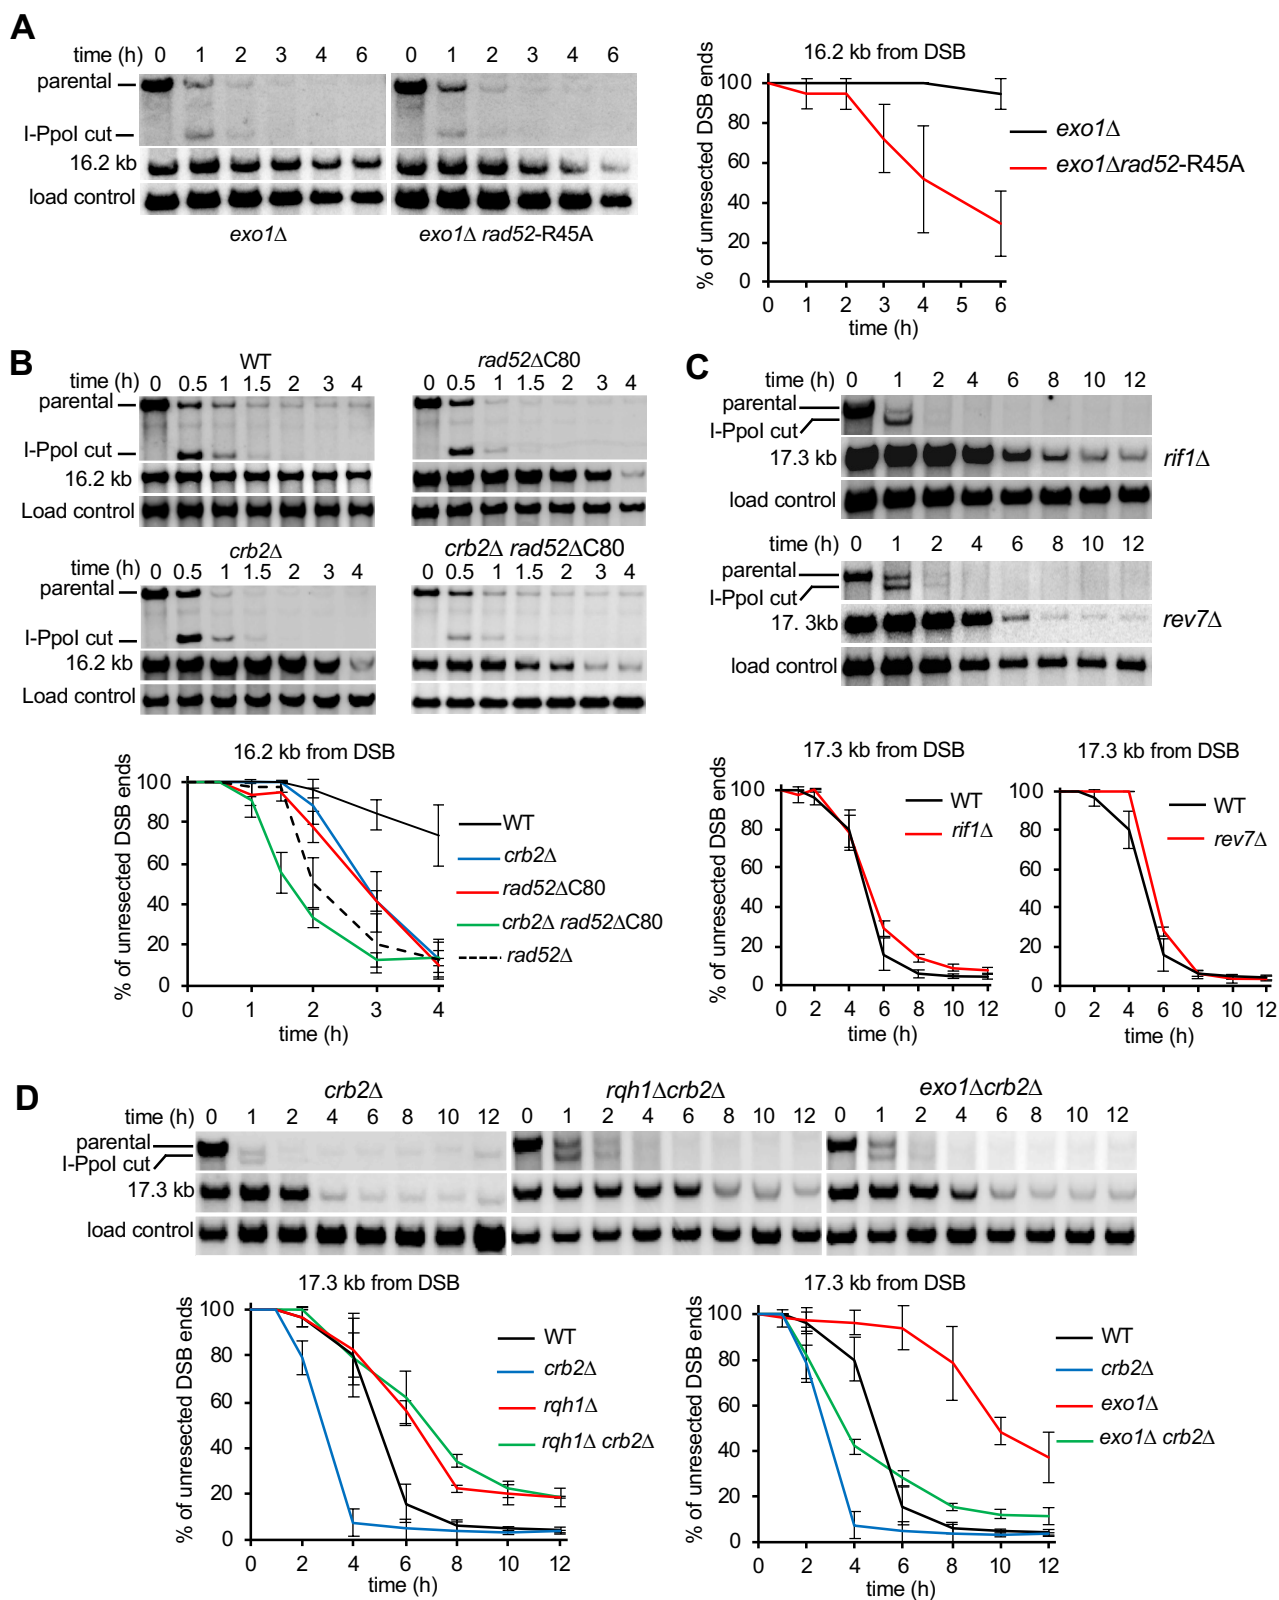 A
time (h) 0 1 2 3 4 6 0 1 2 3 4 6
parental
I-PpoI cut
16.2 kb
load control
exo1Δ exo1Δ rad52-R45A
16.2 kb from DSB
% of unresected DSB ends
100
80
60
40
20
0
0 1 2 3 4 5 6
time (h)
exo1Δ
exo1Δrad52-R45A
B
WT
time (h) 0 0.5 1 1.5 2 3 4
parental
I-PpoI cut
16.2 kb
Load control
rad52ΔC80
0 0.5 1 1.5 2 3 4
crb2Δ
time (h) 0 0.5 1 1.5 2 3 4
parental
I-PpoI cut
16.2 kb
Load control
crb2Δ rad52ΔC80
0 0.5 1 1.5 2 3 4
16.2 kb from DSB
% of unresected DSB ends
100
80
60
40
20
0
0 1 2 3 4
time (h)
WT
crb2Δ
rad52ΔC80
crb2Δ rad52ΔC80
rad52Δ
C
time (h) 0 1 2 4 6 8 10 12
parental
I-PpoI cut
17.3 kb
rif1Δ
load control
time (h) 0 1 2 4 6 8 10 12
parental
I-PpoI cut
17. 3kb
rev7Δ
load control
17.3 kb from DSB
% of unresected DSB ends
100
80
60
40
20
0
0 2 4 6 8 10 12
time (h)
WT
rif1Δ
17.3 kb from DSB
100
80
60
40
20
0
0 2 4 6 8 10 12
time (h)
WT
rev7Δ
D
crb2Δ rqh1Δcrb2Δ exo1Δcrb2Δ
time (h) 0 1 2 4 6 8 10 12 0 1 2 4 6 8 10 12 0 1 2 4 6 8 10 12
parental
I-PpoI cut
17.3 kb
load control
17.3 kb from DSB
% of unresected DSB ends
100
80
60
40
20
0
0 2 4 6 8 10 12
time (h)
WT
crb2Δ
rqh1Δ
rqh1Δ crb2Δ
17.3 kb from DSB
% of unresected DSB ends
100
80
60
40
20
0
0 2 4 6 8 10 12
time (h)
WT
crb2Δ
exo1Δ
exo1Δ crb2Δ